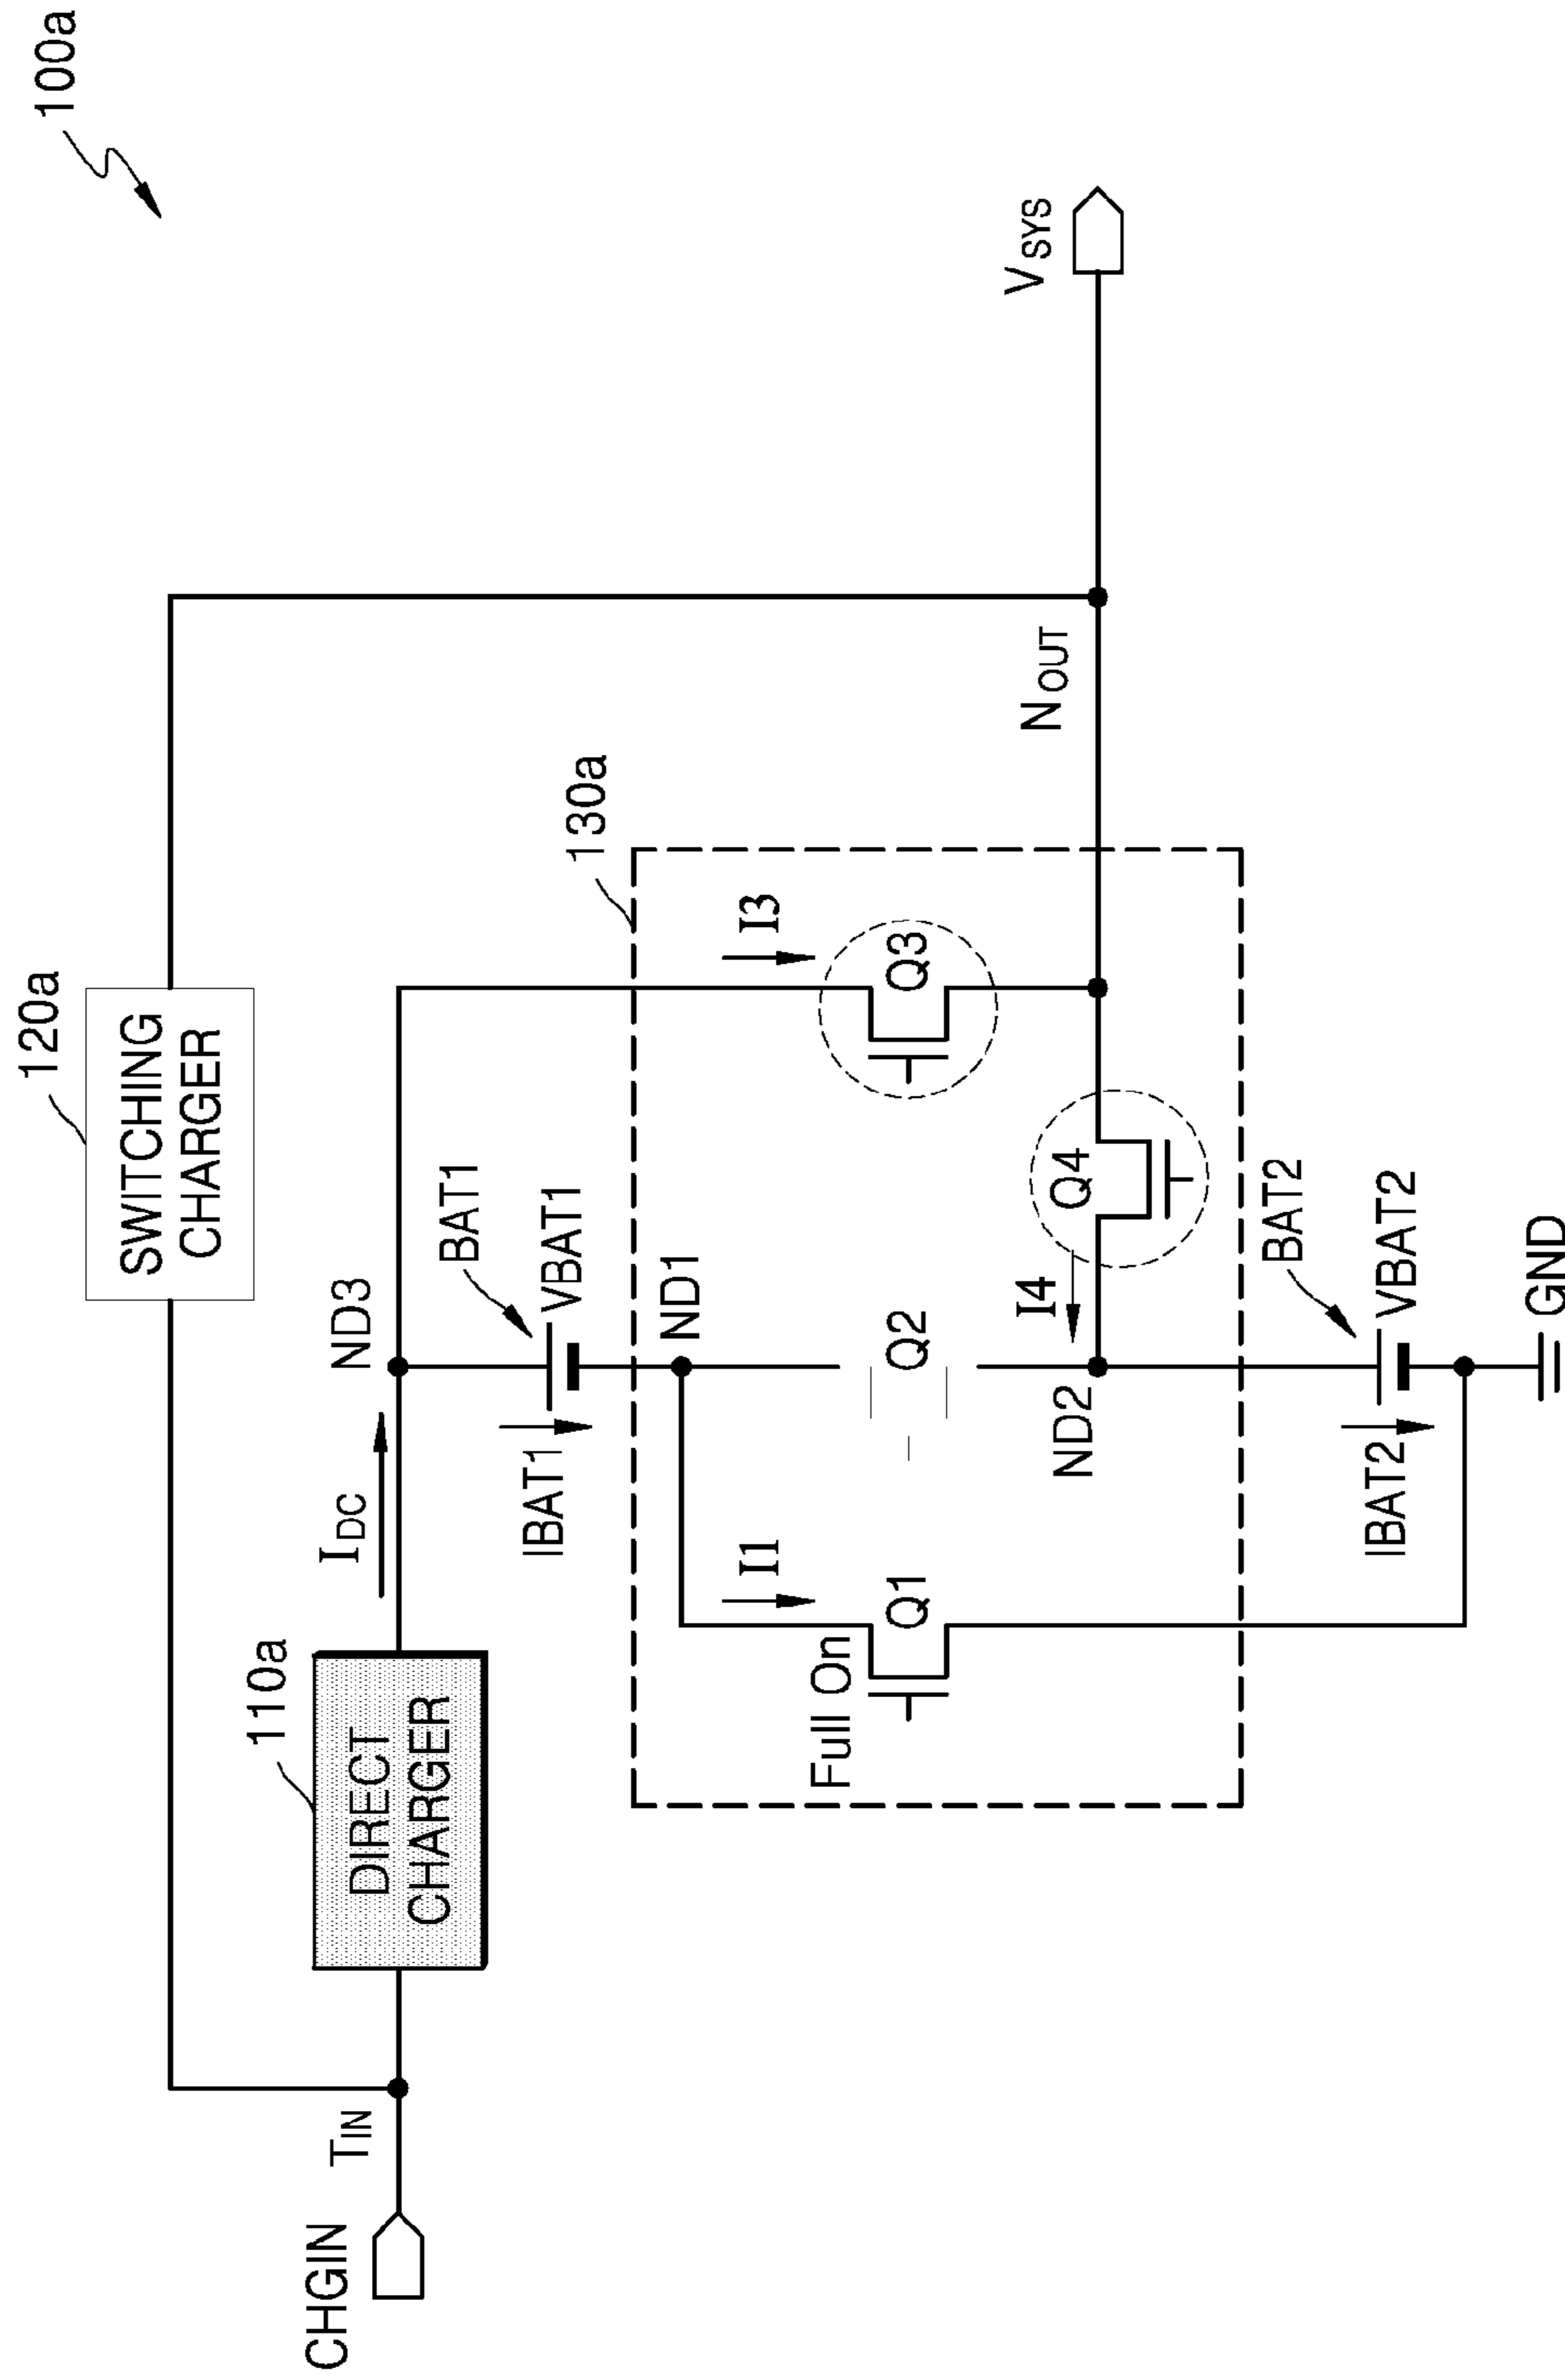 100a
120a
SWITCHING
CHARGER
CHGIN
TIN
110a
DIRECT
CHARGER
IDC
ND3
BAT1
IBAT1
VBAT1
130a
ND1
I1
I3
Full On
Q1
Q2
Q3
I4
Q4
ND2
NOUT
VSYS
BAT2
IBAT2
VBAT2
GND